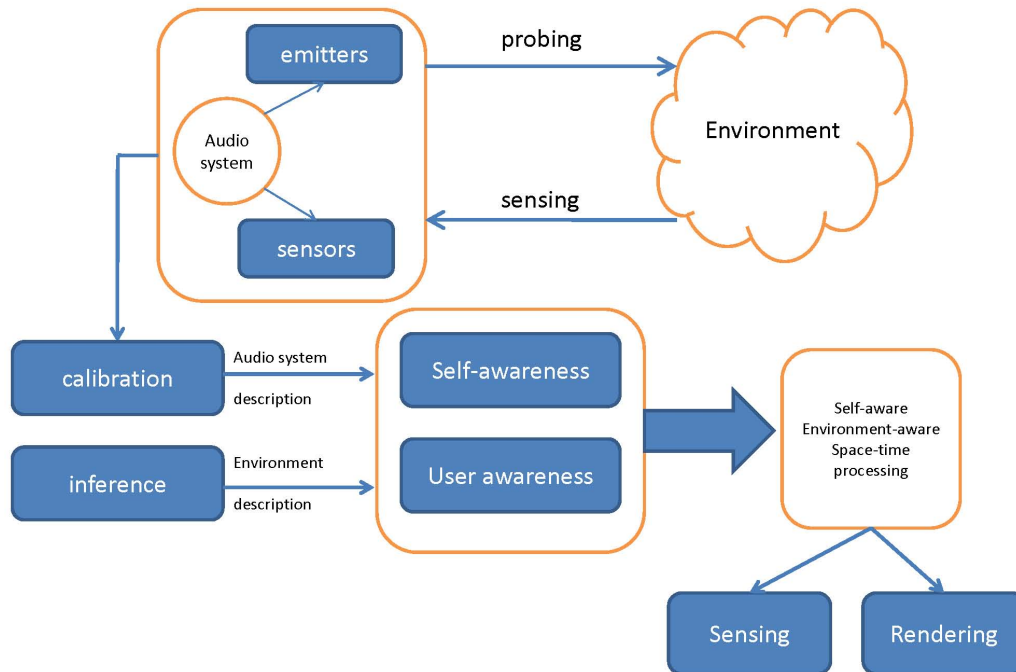 emitters
probing
Environment
Audio
system
sensing
sensors
calibration
Audio system
description
Self-awareness
Self-aware
Environment-aware
Space-time
processing
inference
Environment
description
User awareness
Sensing
Rendering